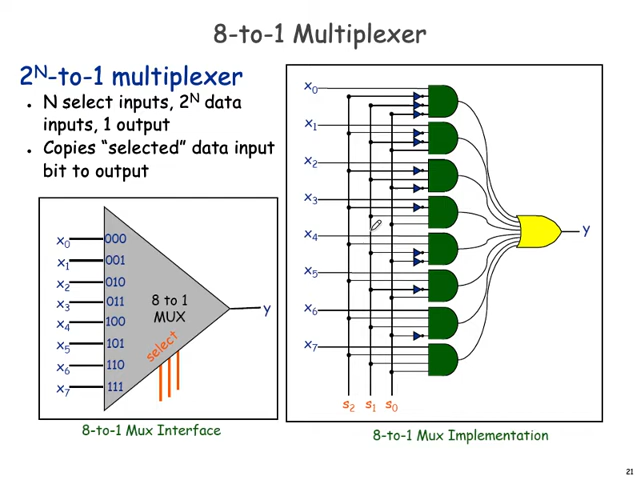 8-to-1 Multiplexer
2ᴺ-to-1 multiplexer
• N select inputs, 2ᴺ data
inputs, 1 output
• Copies “selected” data input
bit to output
x₀ 000
x₁ 001
x₂ 010
x₃ 011
x₄ 100
x₅ 101
x₆ 110
x₇ 111
8 to 1
MUX
select
y
8-to-1 Mux Interface
x₀
x₁
x₂
x₃
x₄
x₅
x₆
x₇
y
s₂ s₁ s₀
8-to-1 Mux Implementation
21